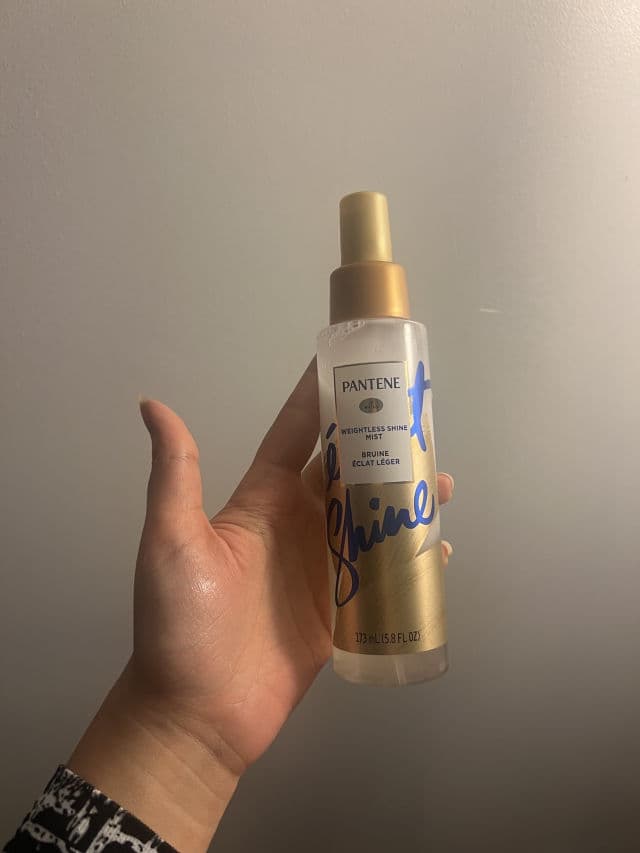 PANTENE
WEIGHTLESS SHINE
MIST
BRUINE
ÉCLAT LÉGER
Shine
173 mL (5.8 FL OZ)